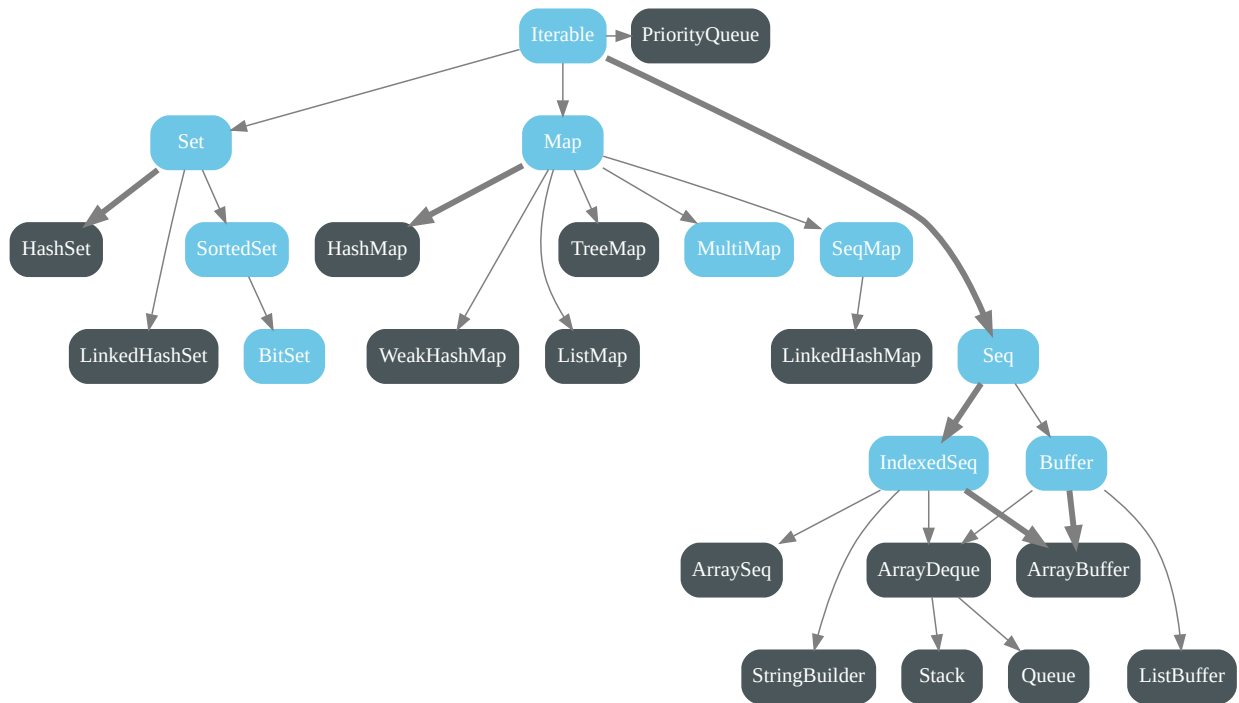 Iterable
PriorityQueue
Set
Map
HashSet
SortedSet
HashMap
TreeMap
MultiMap
SeqMap
LinkedHashSet
BitSet
WeakHashMap
ListMap
LinkedHashMap
Seq
IndexedSeq
Buffer
ArraySeq
ArrayDeque
ArrayBuffer
StringBuilder
Stack
Queue
ListBuffer